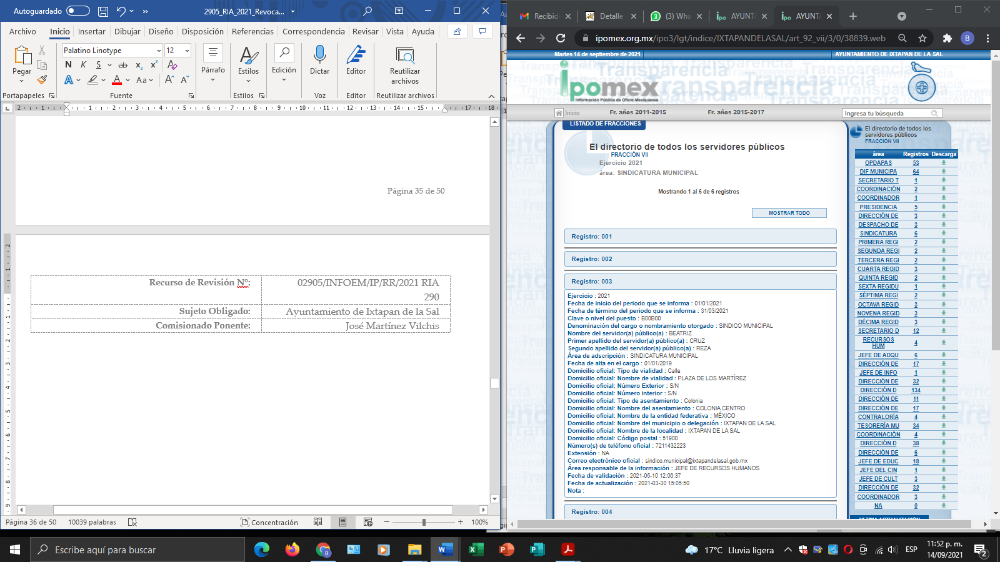 Autoguardado
2905_RIA_2021_Revoca...
Archivo Inicio Insertar Dibujar Diseño Disposición Referencias Correspondencia Revisar Vista Ayuda
Palatino Linotype 12
Pegar
N K S ab x₂ x²
A A Aa A A
Párrafo
Estilos
Edición
Dictar
Editor
Reutilizar archivos
Portapapeles Fuente Estilos Voz Editor Reutilizar archivos
2 1 1 2 3 4 5 6 7 8 9 10 11 12 13 14 15 17 18
Página 35 de 50
Recurso de Revisión N°: 02905/INFOEM/IP/RR/2021 RIA 290
Sujeto Obligado: Ayuntamiento de Ixtapan de la Sal
Comisionado Ponente: José Martínez Vilchis
Página 36 de 50 10039 palabras Concentración 100%
Recibid Detalle (3) Wha AYUNTA AYUNTA
ipomex.org.mx/ipo3/lgt/indice/IXTAPANDELASAL/art_92_vii/3/0/38839.web
B
Martes 14 de septiembre de 2021 AYUNTAMIENTO DE IXTAPAN DE LA SAL
Transparencia
ipomex
Información Pública de Oficio Mexiquense
Inicio Fr. años 2011-2015 Fr. años 2015-2017 Ingresa tu búsqueda
LISTADO DE FRACCIONES
El directorio de todos los servidores públicos
FRACCIÓN VII
Ejercicio 2021
área: SINDICATURA MUNICIPAL
Mostrando 1 al 6 de 6 registros
MOSTRAR TODO
Registro: 001
Registro: 002
Registro: 003
Ejercicio : 2021
Fecha de inicio del periodo que se informa : 01/01/2021
Fecha de término del periodo que se informa : 31/03/2021
Clave o nivel del puesto : B00B00
Denominación del cargo o nombramiento otorgado : SINDICO MUNICIPAL
Nombre del servidor(a) público(a) : BEATRIZ
Primer apellido del servidor(a) público(a) : CRUZ
Segundo apellido del servidor(a) público(a) : REZA
Área de adscripción : SINDICATURA MUNICIPAL
Fecha de alta en el cargo : 01/01/2019
Domicilio oficial: Tipo de vialidad : Calle
Domicilio oficial: Nombre de vialidad : PLAZA DE LOS MARTÍREZ
Domicilio oficial: Número Exterior : S/N
Domicilio oficial: Número interior : S/N
Domicilio oficial: Tipo de asentamiento : Colonia
Domicilio oficial: Nombre del asentamiento : COLONIA CENTRO
Domicilio oficial: Nombre de la entidad federativa : MÉXICO
Domicilio oficial: Nombre del municipio o delegación : IXTAPAN DE LA SAL
Domicilio oficial: Nombre de la localidad : IXTAPAN DE LA SAL
Domicilio oficial: Código postal : 51900
Número(s) de teléfono oficial : 7211432223
Extensión : NA
Correo electrónico oficial : sindico.municipal@ixtapandelasal.gob.mx
Área responsable de la información : JEFE DE RECURSOS HUMANOS
Fecha de validación : 2021-05-10 12:06:37
Fecha de actualización : 2021-03-30 15:05:50
Nota :
Registro: 004
El directorio de todos los servidores públicos
FRACCIÓN VII
área Registros Descarga
OPDAPAS 53
DIF MUNICIPA 64
SECRETARIO T 1
COORDINACIÓN 2
COORDINADOR 1
PRESIDENCIA 5
DIRECCIÓN DE 3
DESPACHO DE 3
SINDICATURA 6
PRIMERA REGI 2
SEGUNDA REGI 2
TERCERA REGI 2
CUARTA REGID 3
QUINTA REGID 2
SEXTA REGIDU 1
SÉPTIMA REGI 2
OCTAVA REGID 3
NOVENA REGID 3
DÉCIMA REGID 3
SECRETARIO D 12
RECURSOS HUM 4
JEFE DE ADQU 6
DIRECCIÓN DE 17
JEFE DE INFO 1
DIRECCIÓN DE 32
DIRECCIÓN D 134
DIRECCIÓN DE 11
DIRECCIÓN DE 17
CONTRALORÍA 4
TESORERÍA MU 34
COORDINACIÓN 4
DIRECCIÓN D 38
DIRECCIÓN DE 6
JEFE DE EDUC 18
JEFE DEL CIN 1
JEFE DE CULT 3
DIRECCIÓN DE 32
COORDINADOR 3
NA 0
Escribe aquí para buscar
17°C Lluvia ligera ESP
11:52 p. m.
14/09/2021
2